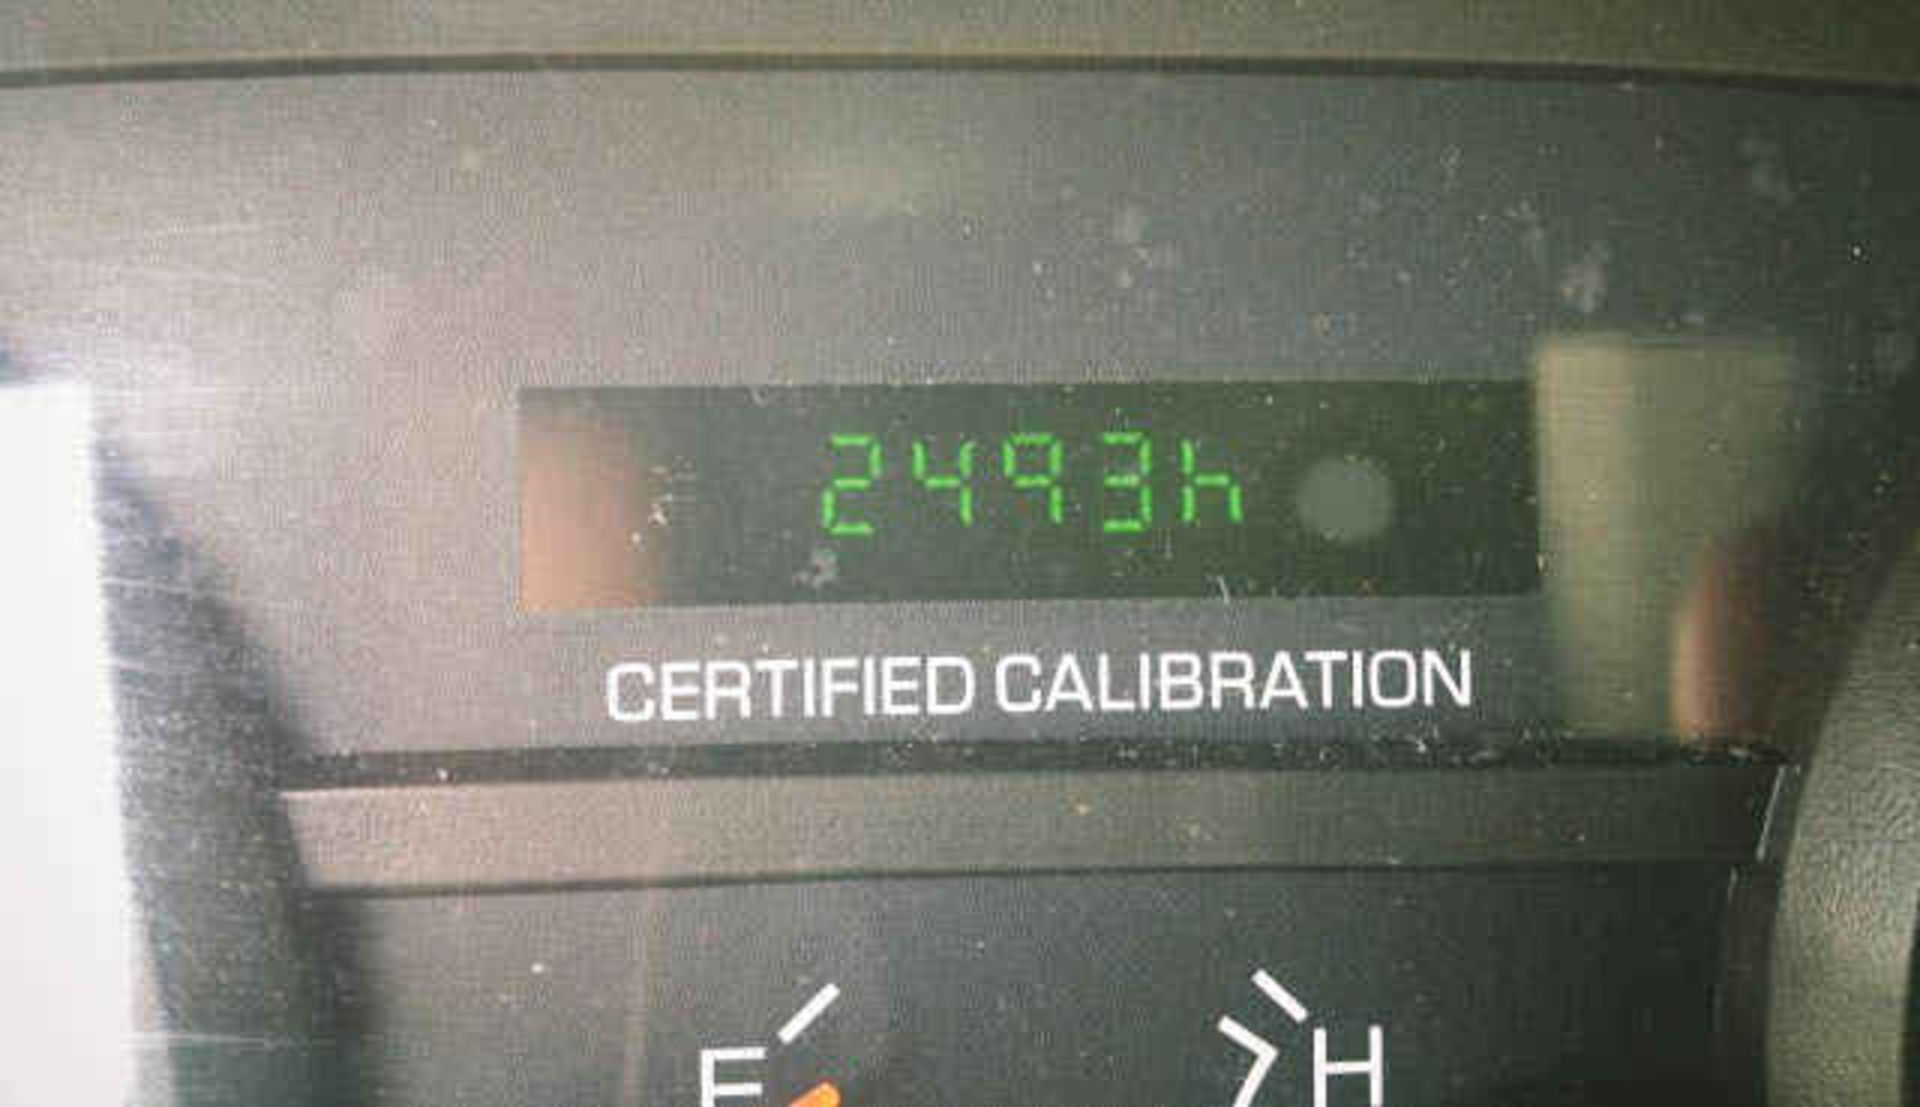 2493h
CERTIFIED CALIBRATION
F H